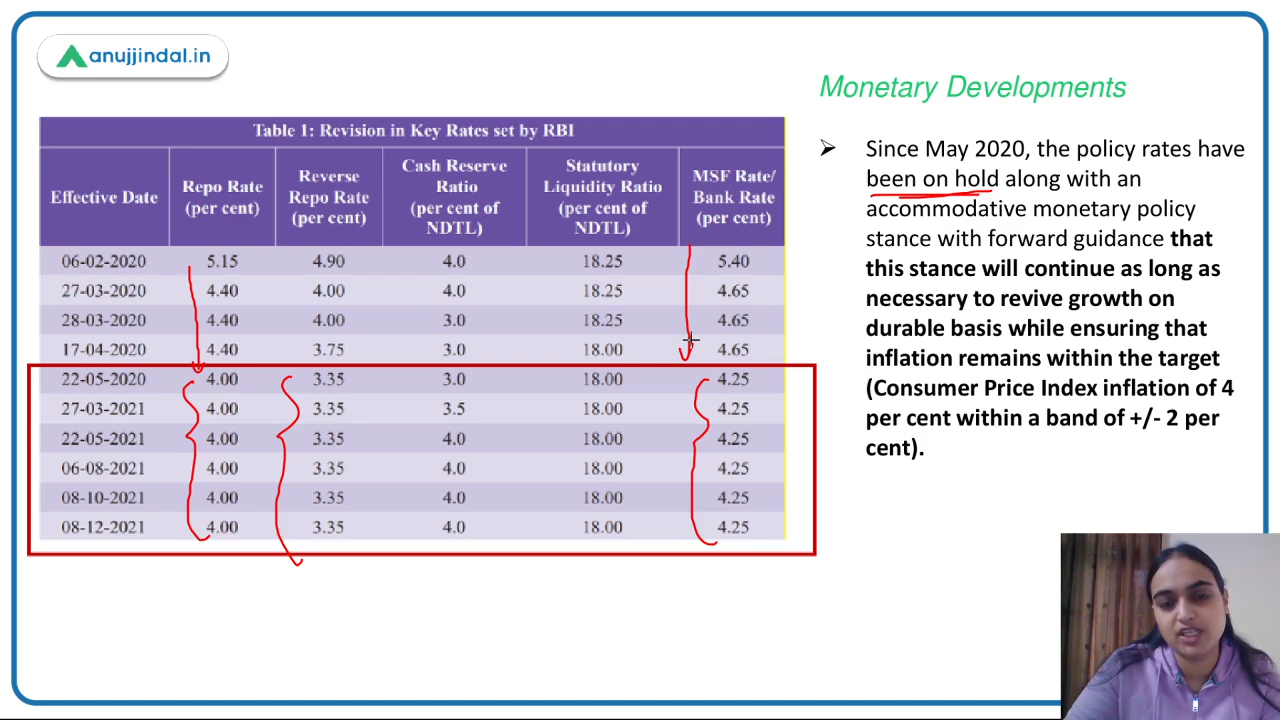 anujjindal.in
Monetary Developments
Table 1: Revision in Key Rates set by RBI
Effective Date | Repo Rate (per cent) | Reverse Repo Rate (per cent) | Cash Reserve Ratio (per cent of NDTL) | Statutory Liquidity Ratio (per cent of NDTL) | MSF Rate/ Bank Rate (per cent)
06-02-2020 5.15 4.90 4.0 18.25 5.40
27-03-2020 4.40 4.00 4.0 18.25 4.65
28-03-2020 4.40 4.00 3.0 18.25 4.65
17-04-2020 4.40 3.75 3.0 18.00 4.65
22-05-2020 4.00 3.35 3.0 18.00 4.25
27-03-2021 4.00 3.35 3.5 18.00 4.25
22-05-2021 4.00 3.35 4.0 18.00 4.25
06-08-2021 4.00 3.35 4.0 18.00 4.25
08-10-2021 4.00 3.35 4.0 18.00 4.25
08-12-2021 4.00 3.35 4.0 18.00 4.25
Since May 2020, the policy rates have
been on hold along with an
accommodative monetary policy
stance with forward guidance that
this stance will continue as long as
necessary to revive growth on
durable basis while ensuring that
inflation remains within the target
(Consumer Price Index inflation of 4
per cent within a band of +/- 2 per
cent).